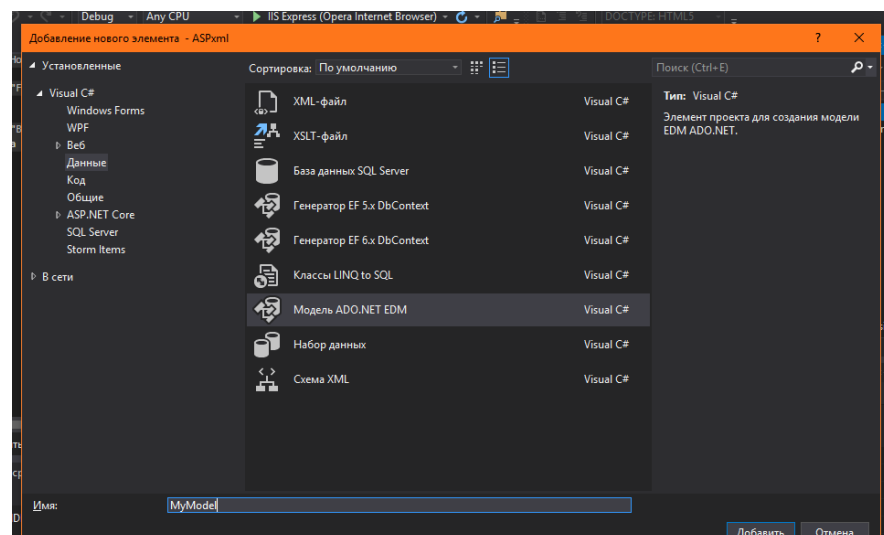 Debug Any CPU IIS Express (Opera Internet Browser) DOCTYPE: HTML5
Добавление нового элемента - ASPxml ?
Установленные
Visual C#
Windows Forms
WPF
Веб
Данные
Код
Общие
ASP.NET Core
SQL Server
Storm Items
В сети
Сортировка: По умолчанию
XML-файл Visual C#
XSLT-файл Visual C#
База данных SQL Server Visual C#
Генератор EF 5.x DbContext Visual C#
Генератор EF 6.x DbContext Visual C#
Классы LINQ to SQL Visual C#
Модель ADO.NET EDM Visual C#
Набор данных Visual C#
Схема XML Visual C#
Поиск (Ctrl+E)
Тип: Visual C#
Элемент проекта для создания модели
EDM ADO.NET.
Имя: MyModel
Добавить Отмена